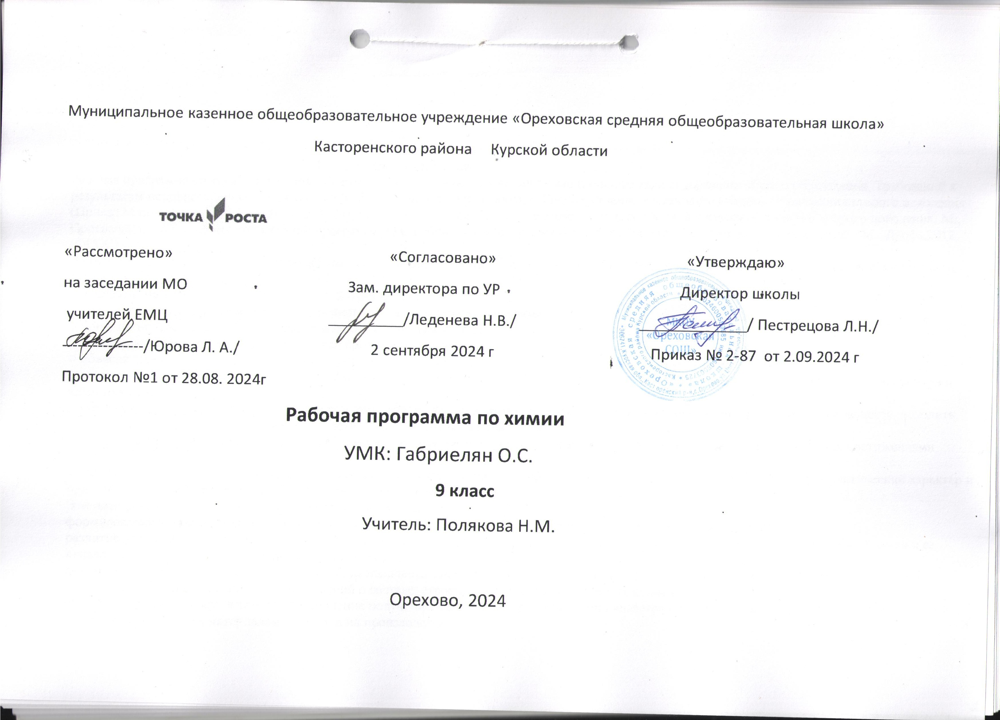 Муниципальное казенное общеобразовательное учреждение «Ореховская средняя общеобразовательная школа»
Касторенского района Курской области
ТОЧКА РОСТА
«Рассмотрено»
на заседании МО
учителей ЕМЦ
---------------/Юрова Л. А./
Протокол №1 от 28.08. 2024г
«Согласовано»
Зам. директора по УР
__________/Леденева Н.В./
2 сентября 2024 г
«Утверждаю»
Директор школы
______________/ Пестрецова Л.Н./
Приказ № 2-87 от 2.09.2024 г
МКОУ
«Ореховская
СОШ»
Рабочая программа по химии
УМК: Габриелян О.С.
9 класс
Учитель: Полякова Н.М.
Орехово, 2024